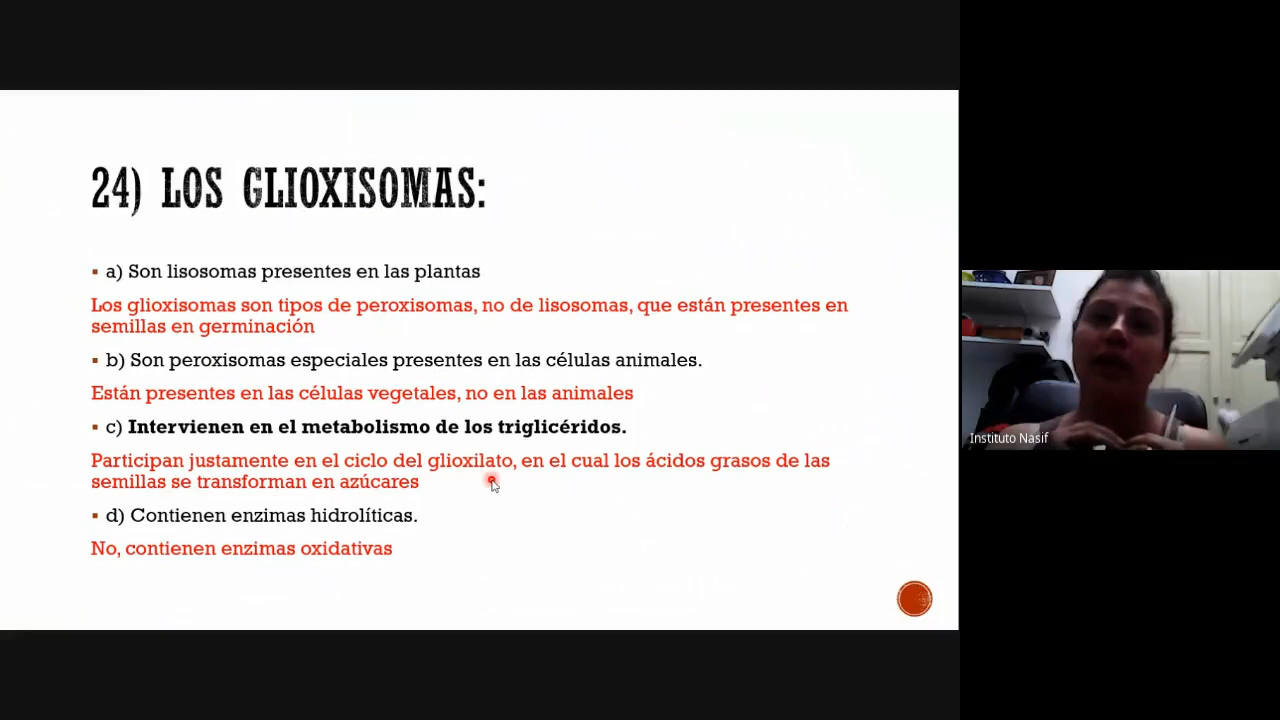 24) LOS GLIOXISOMAS:
▪ a) Son lisosomas presentes en las plantas
Los glioxisomas son tipos de peroxisomas, no de lisosomas, que están presentes en
semillas en germinación
▪ b) Son peroxisomas especiales presentes en las células animales.
Están presentes en las células vegetales, no en las animales
▪ c) Intervienen en el metabolismo de los triglicéridos.
Participan justamente en el ciclo del glioxilato, en el cual los ácidos grasos de las
semillas se transforman en azúcares
▪ d) Contienen enzimas hidrolíticas.
No, contienen enzimas oxidativas
Instituto Nasif